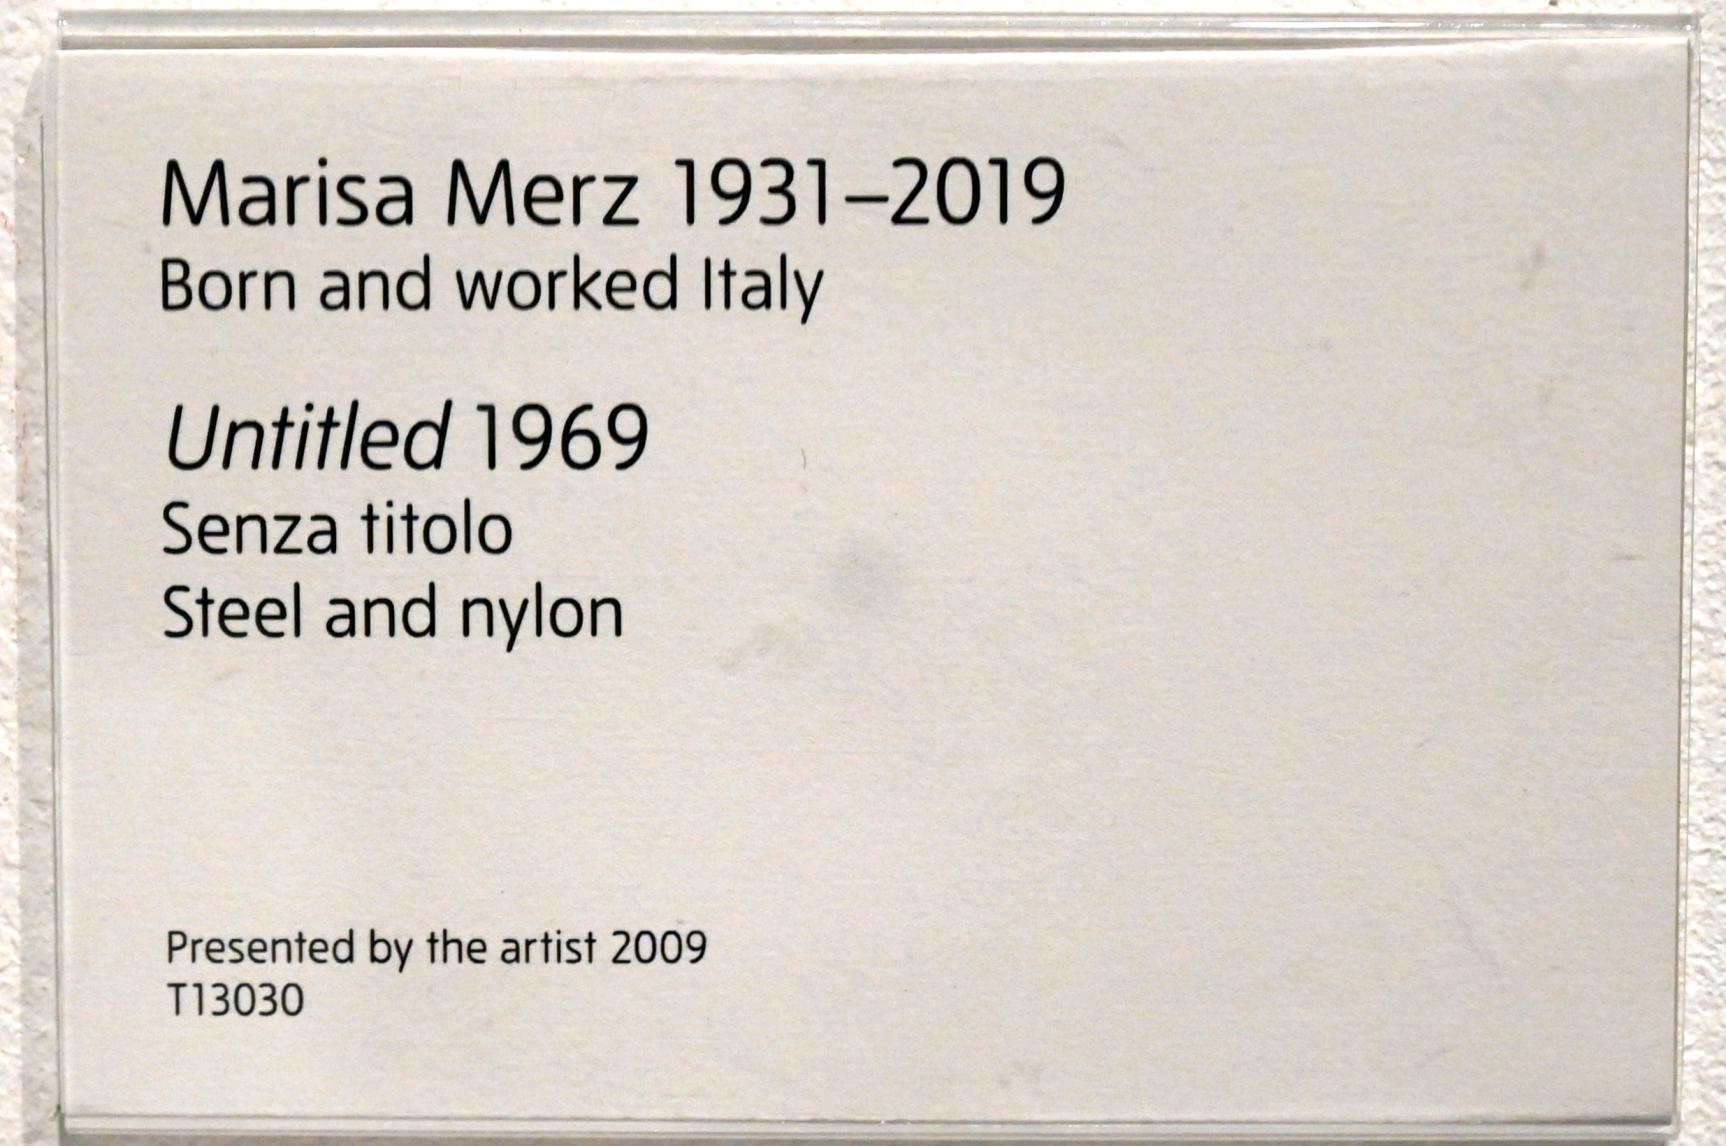 Marisa Merz 1931–2019
Born and worked Italy
Untitled 1969
Senza titolo
Steel and nylon
Presented by the artist 2009
T13030